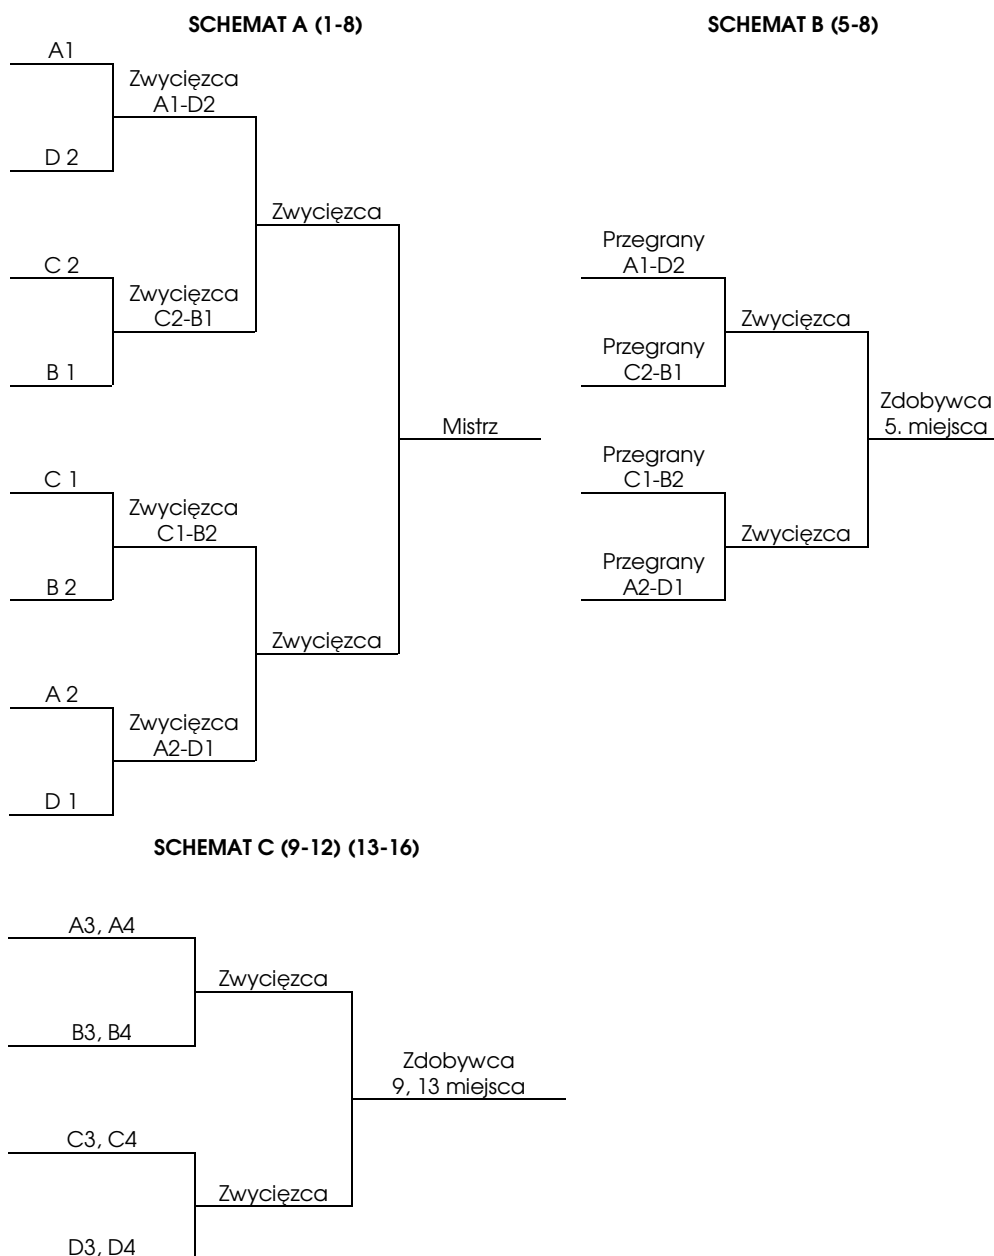 SCHEMAT A (1-8)
A1
Zwycięzca
A1-D2
D 2
Zwycięzca
C 2
Zwycięzca
C2-B1
B 1
Mistrz
C 1
Zwycięzca
C1-B2
B 2
Zwycięzca
A 2
Zwycięzca
A2-D1
D 1
SCHEMAT B (5-8)
Przegrany
A1-D2
Zwycięzca
Przegrany
C2-B1
Zdobywca
5. miejsca
Przegrany
C1-B2
Zwycięzca
Przegrany
A2-D1
SCHEMAT C (9-12) (13-16)
A3, A4
Zwycięzca
B3, B4
Zdobywca
9, 13 miejsca
C3, C4
Zwycięzca
D3, D4